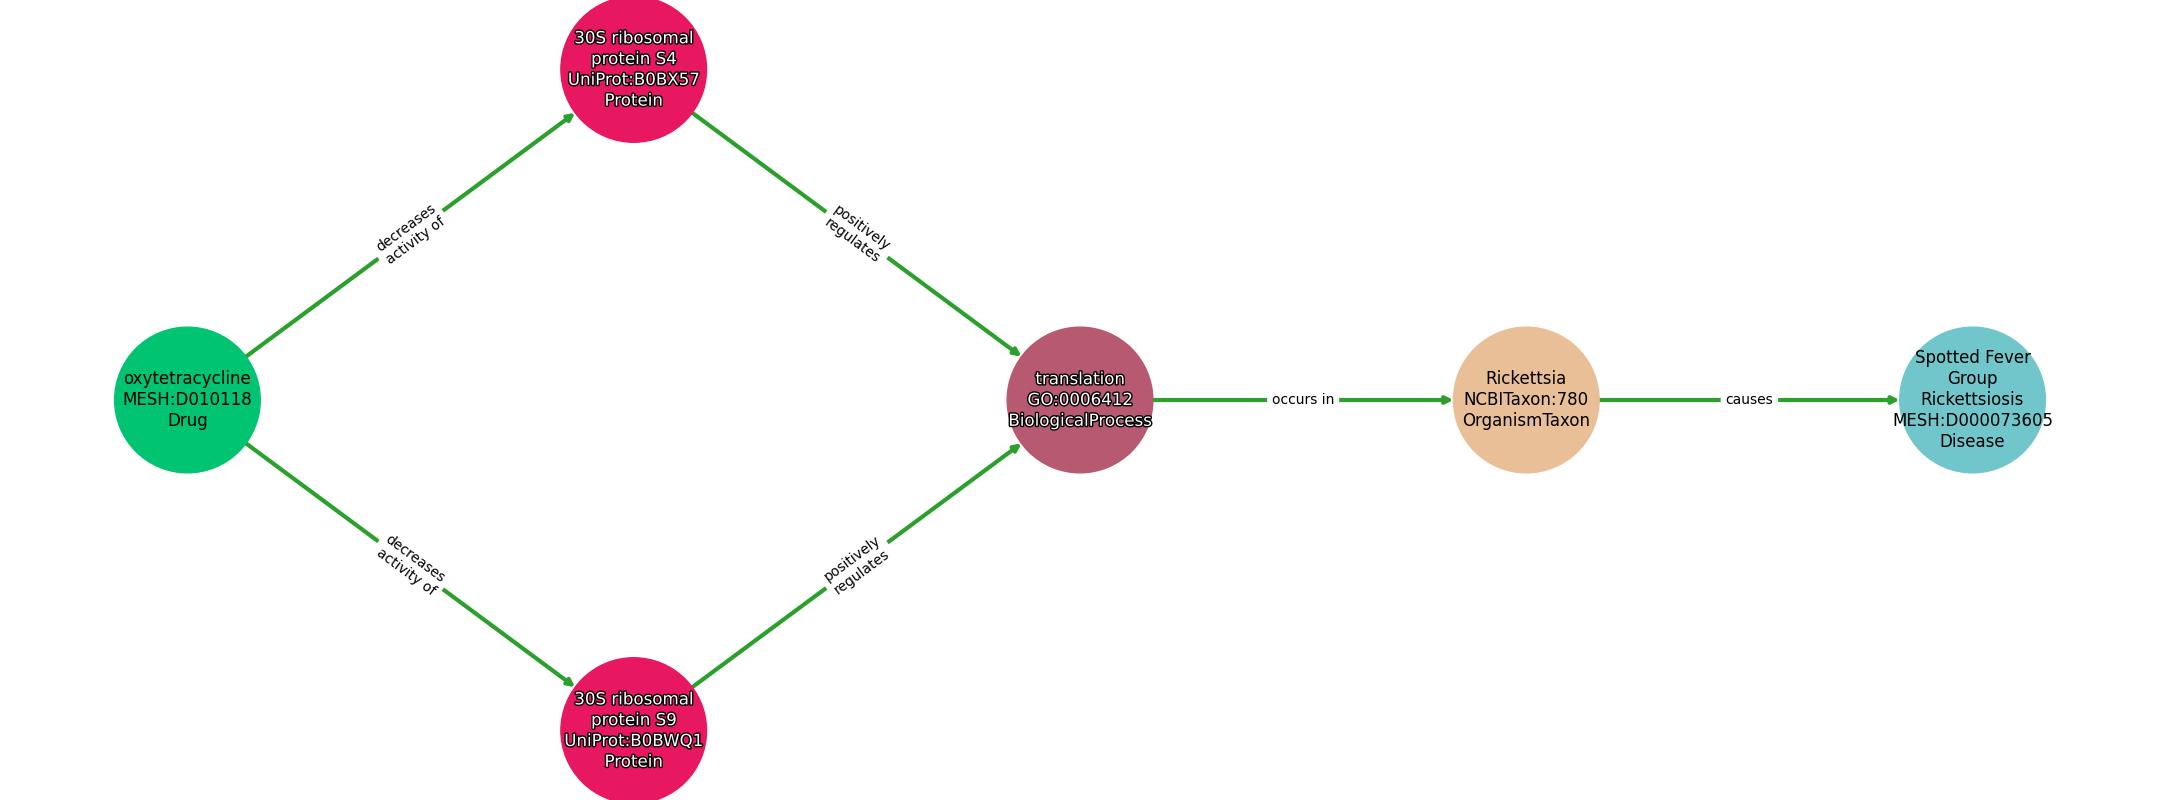 30S ribosomal
protein S4
UniProt:B0BX57
Protein
decreases
activity of
positively
regulates
oxytetracycline
MESH:D010118
Drug
translation
GO:0006412
BiologicalProcess
occurs in
Rickettsia
NCBITaxon:780
OrganismTaxon
causes
Spotted Fever
Group
Rickettsiosis
MESH:D000073605
Disease
decreases
activity of
positively
regulates
30S ribosomal
protein S9
UniProt:B0BWQ1
Protein